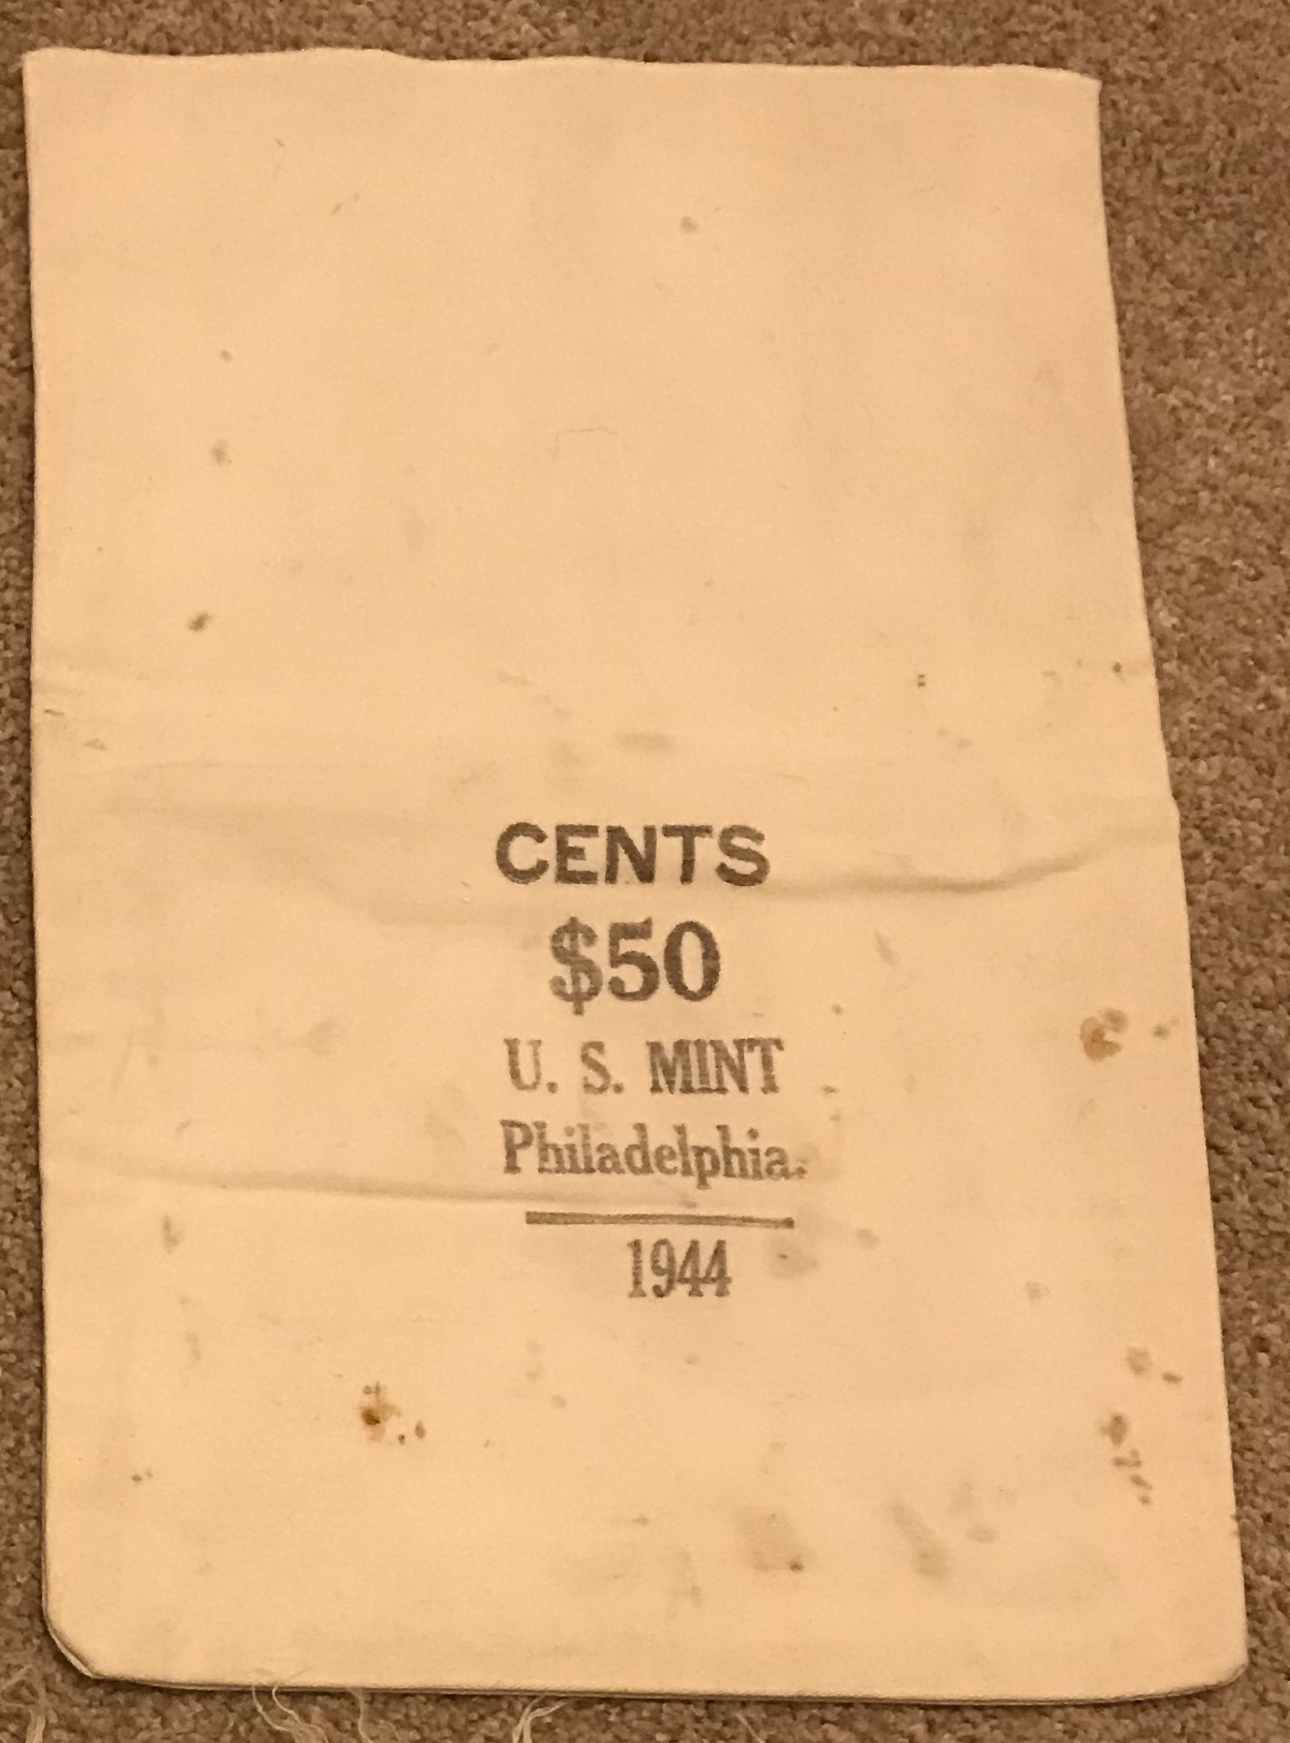 CENTS
$50
U. S. MINT
Philadelphia.
1944